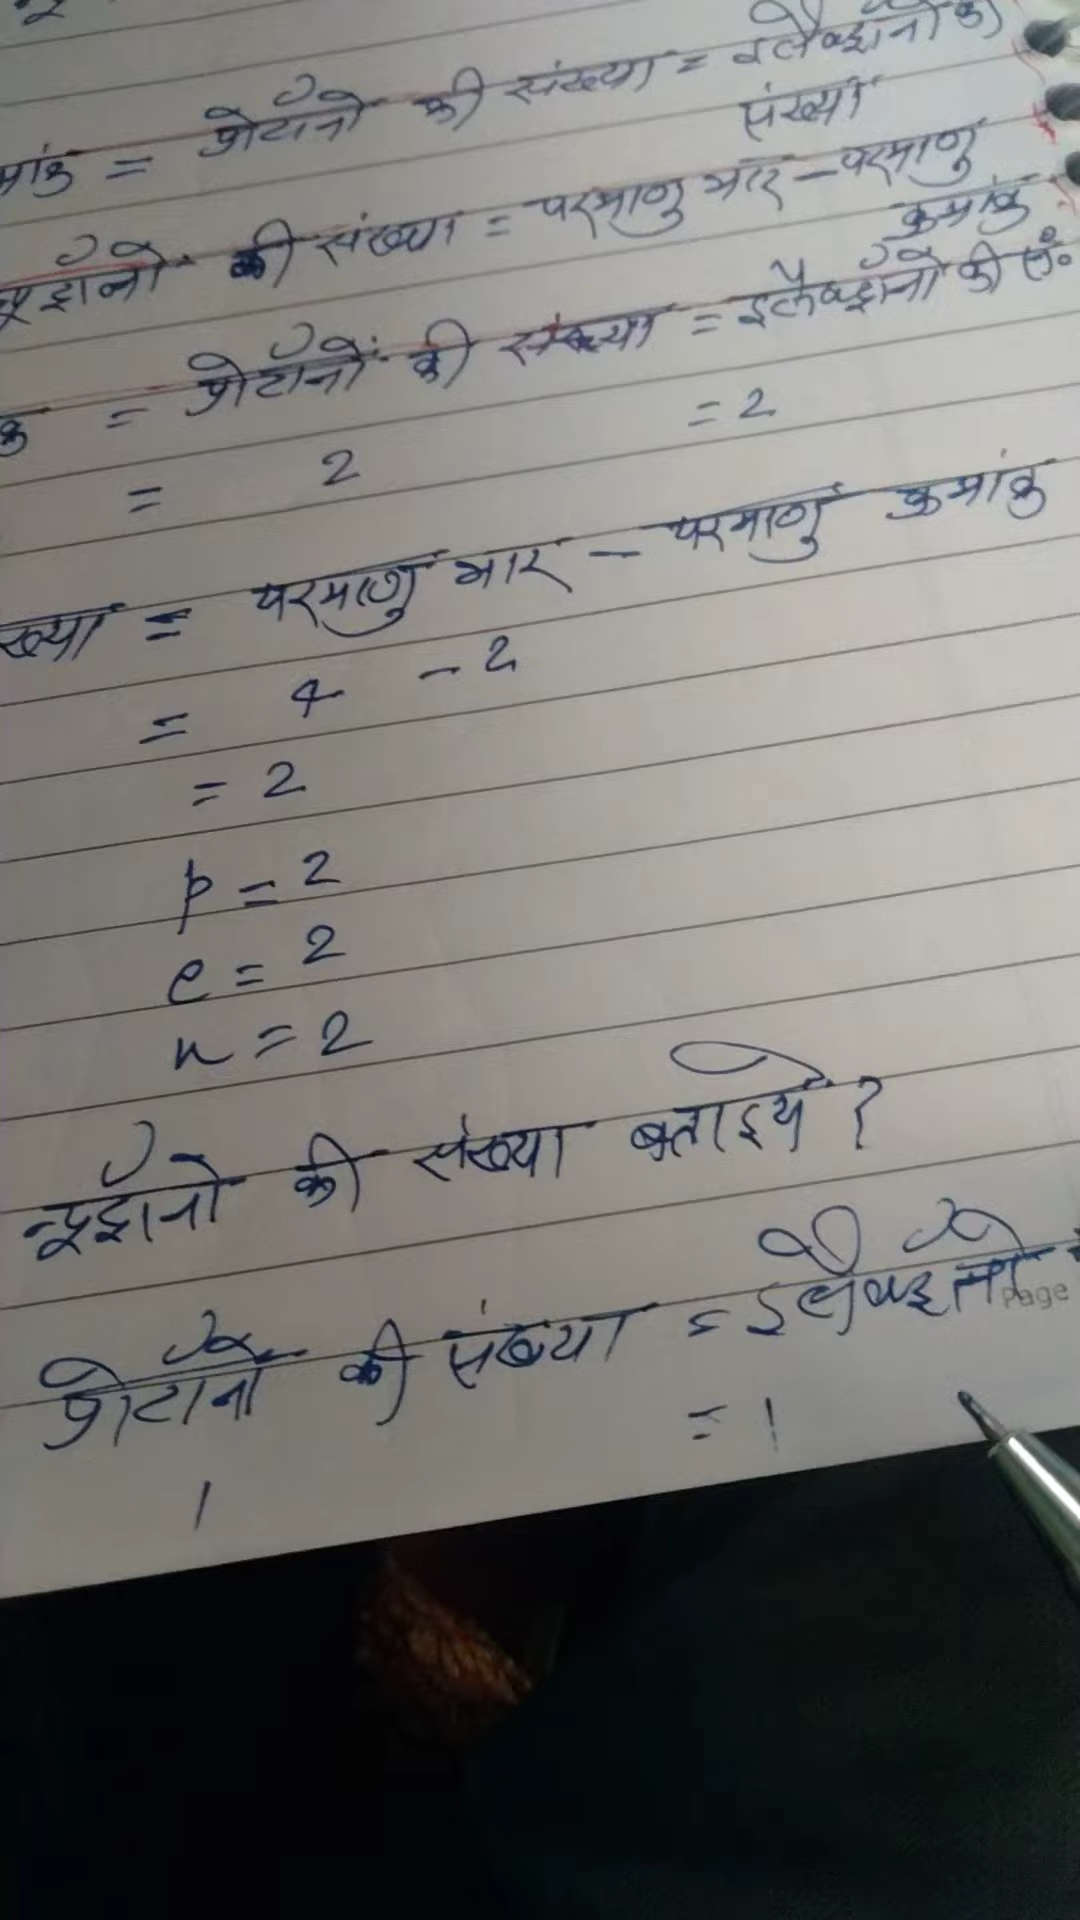 प्रोटॉनो की संख्या = इलैक्ट्रॉनो की
मांक = संख्या
न्यूट्रॉनो की संख्या = परमाणु भार - परमाणु
क्रमांक
क = प्रोटॉनों की संख्या = इलैक्ट्रॉनो की सं॰
= 2 = 2
ख्या = परमाणु भार - परमाणु क्रमांक
= 4 - 2
= 2
p = 2
e = 2
n = 2
न्यूट्रॉनो की संख्या बताइये ?
प्रोटॉनो की संख्या = इलैक्ट्रॉनो
1 = 1
Page